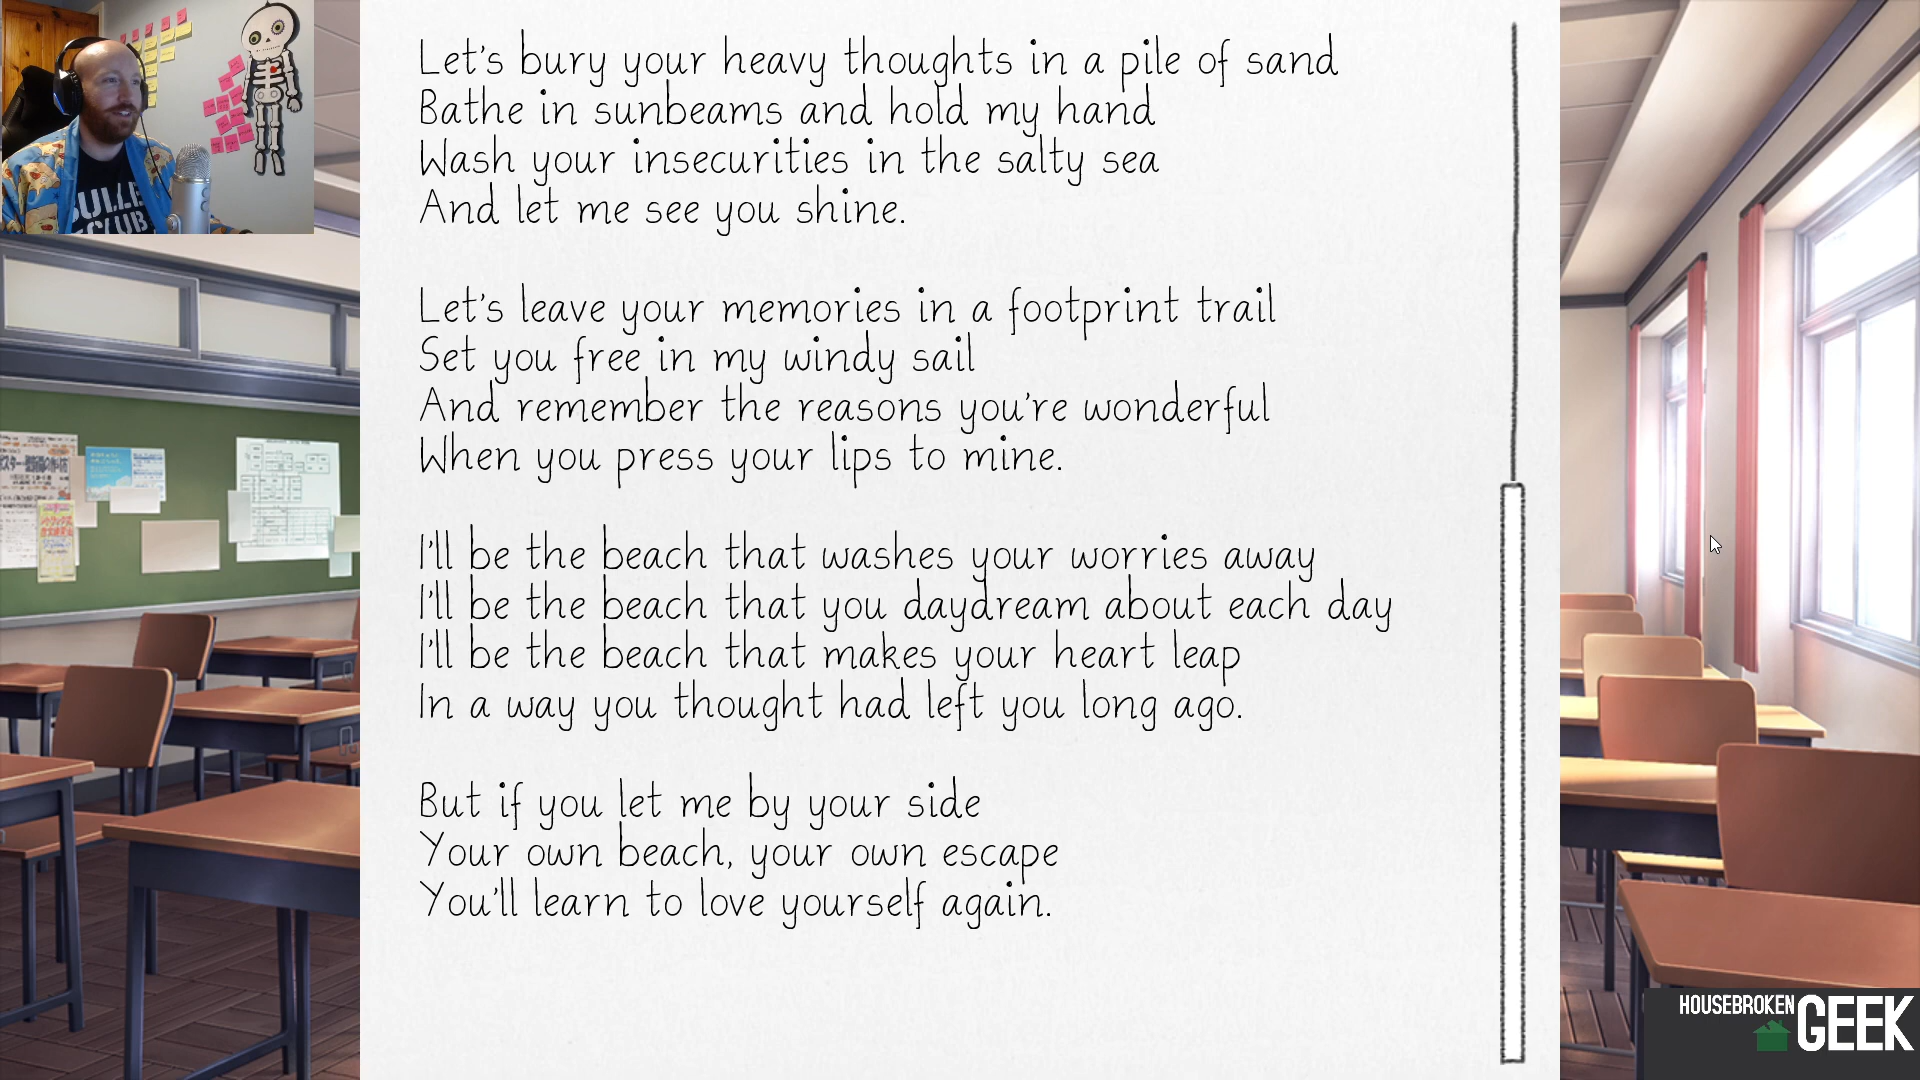 Let's bury your heavy thoughts in a pile of sand
Bathe in sunbeams and hold my hand
Wash your insecurities in the salty sea
And let me see you shine.
Let's leave your memories in a footprint trail
Set you free in my windy sail
And remember the reasons you're wonderful
When you press your lips to mine.
I'll be the beach that washes your worries away
I'll be the beach that you daydream about each day
I'll be the beach that makes your heart leap
In a way you thought had left you long ago.
But if you let me by your side
Your own beach, your own escape
You'll learn to love yourself again.
HOUSEBROKEN
GEEK